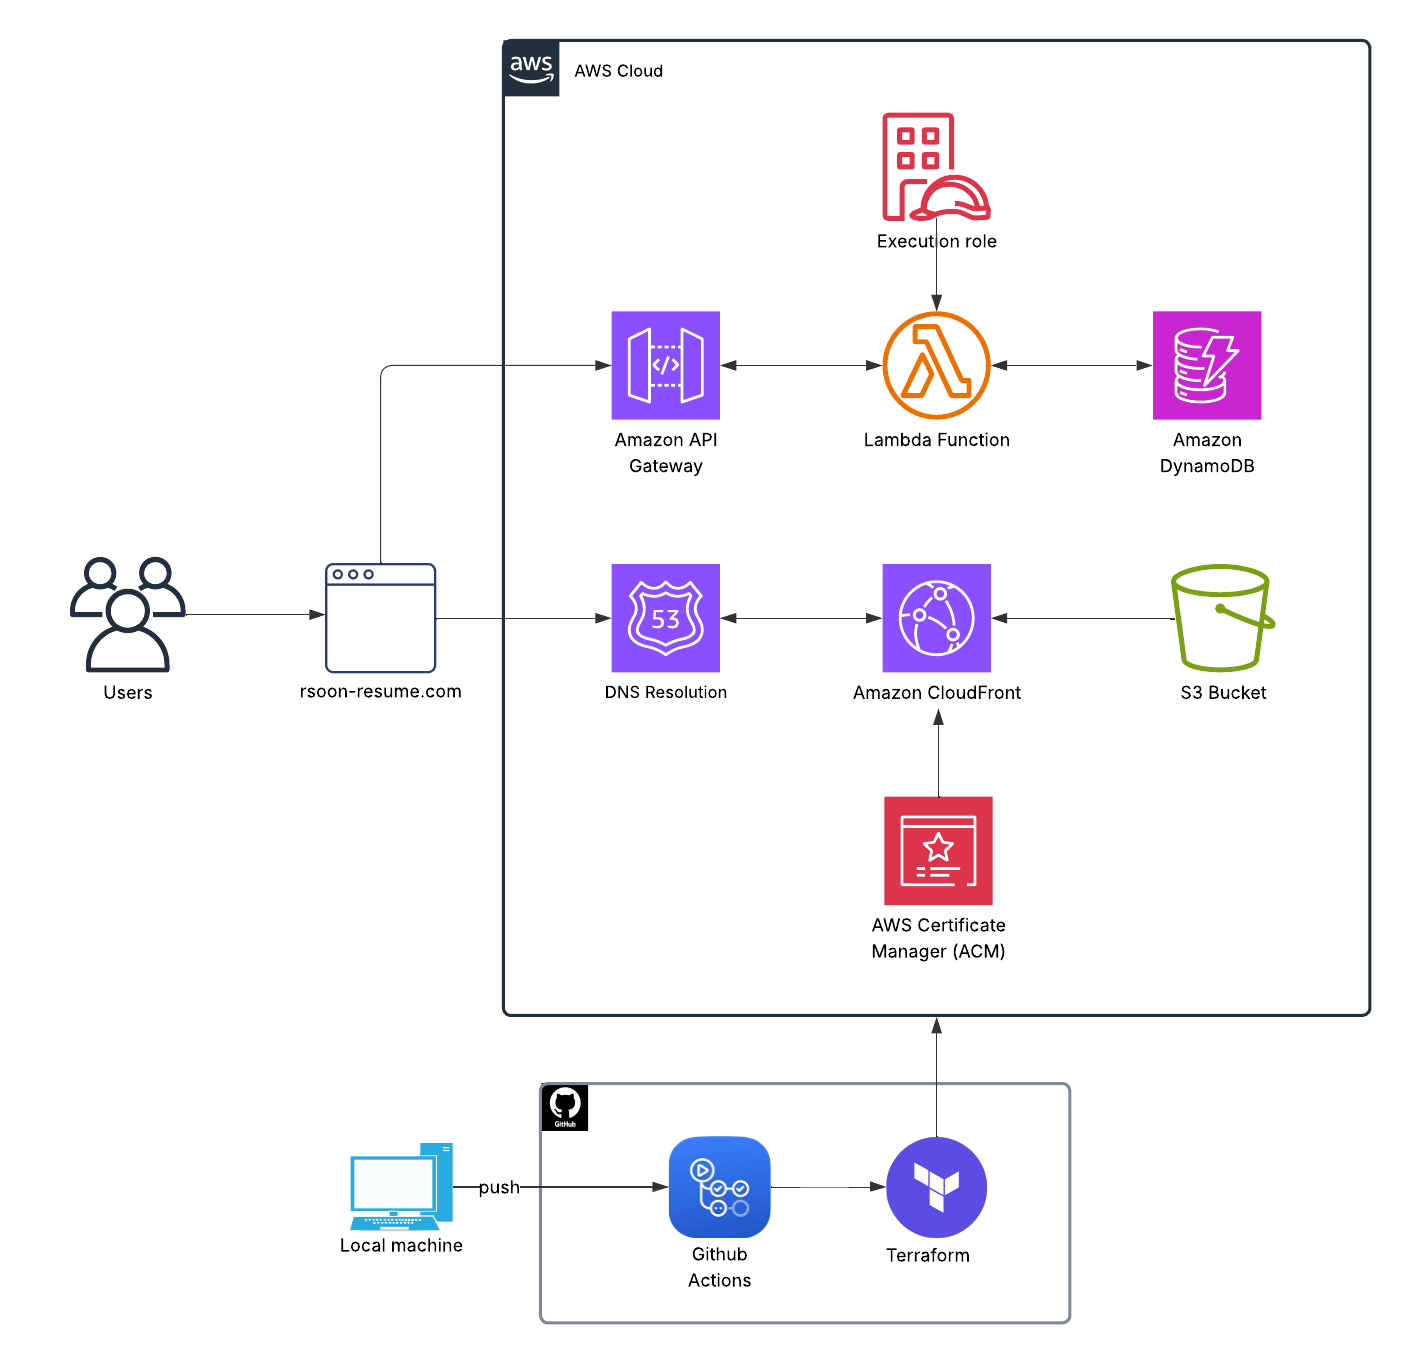 aws
AWS Cloud
Execution role
Amazon API
Gateway
Lambda Function
Amazon
DynamoDB
Users
rsoon-resume.com
53
DNS Resolution
Amazon CloudFront
S3 Bucket
AWS Certificate
Manager (ACM)
GitHub
push
Local machine
Github
Actions
Terraform